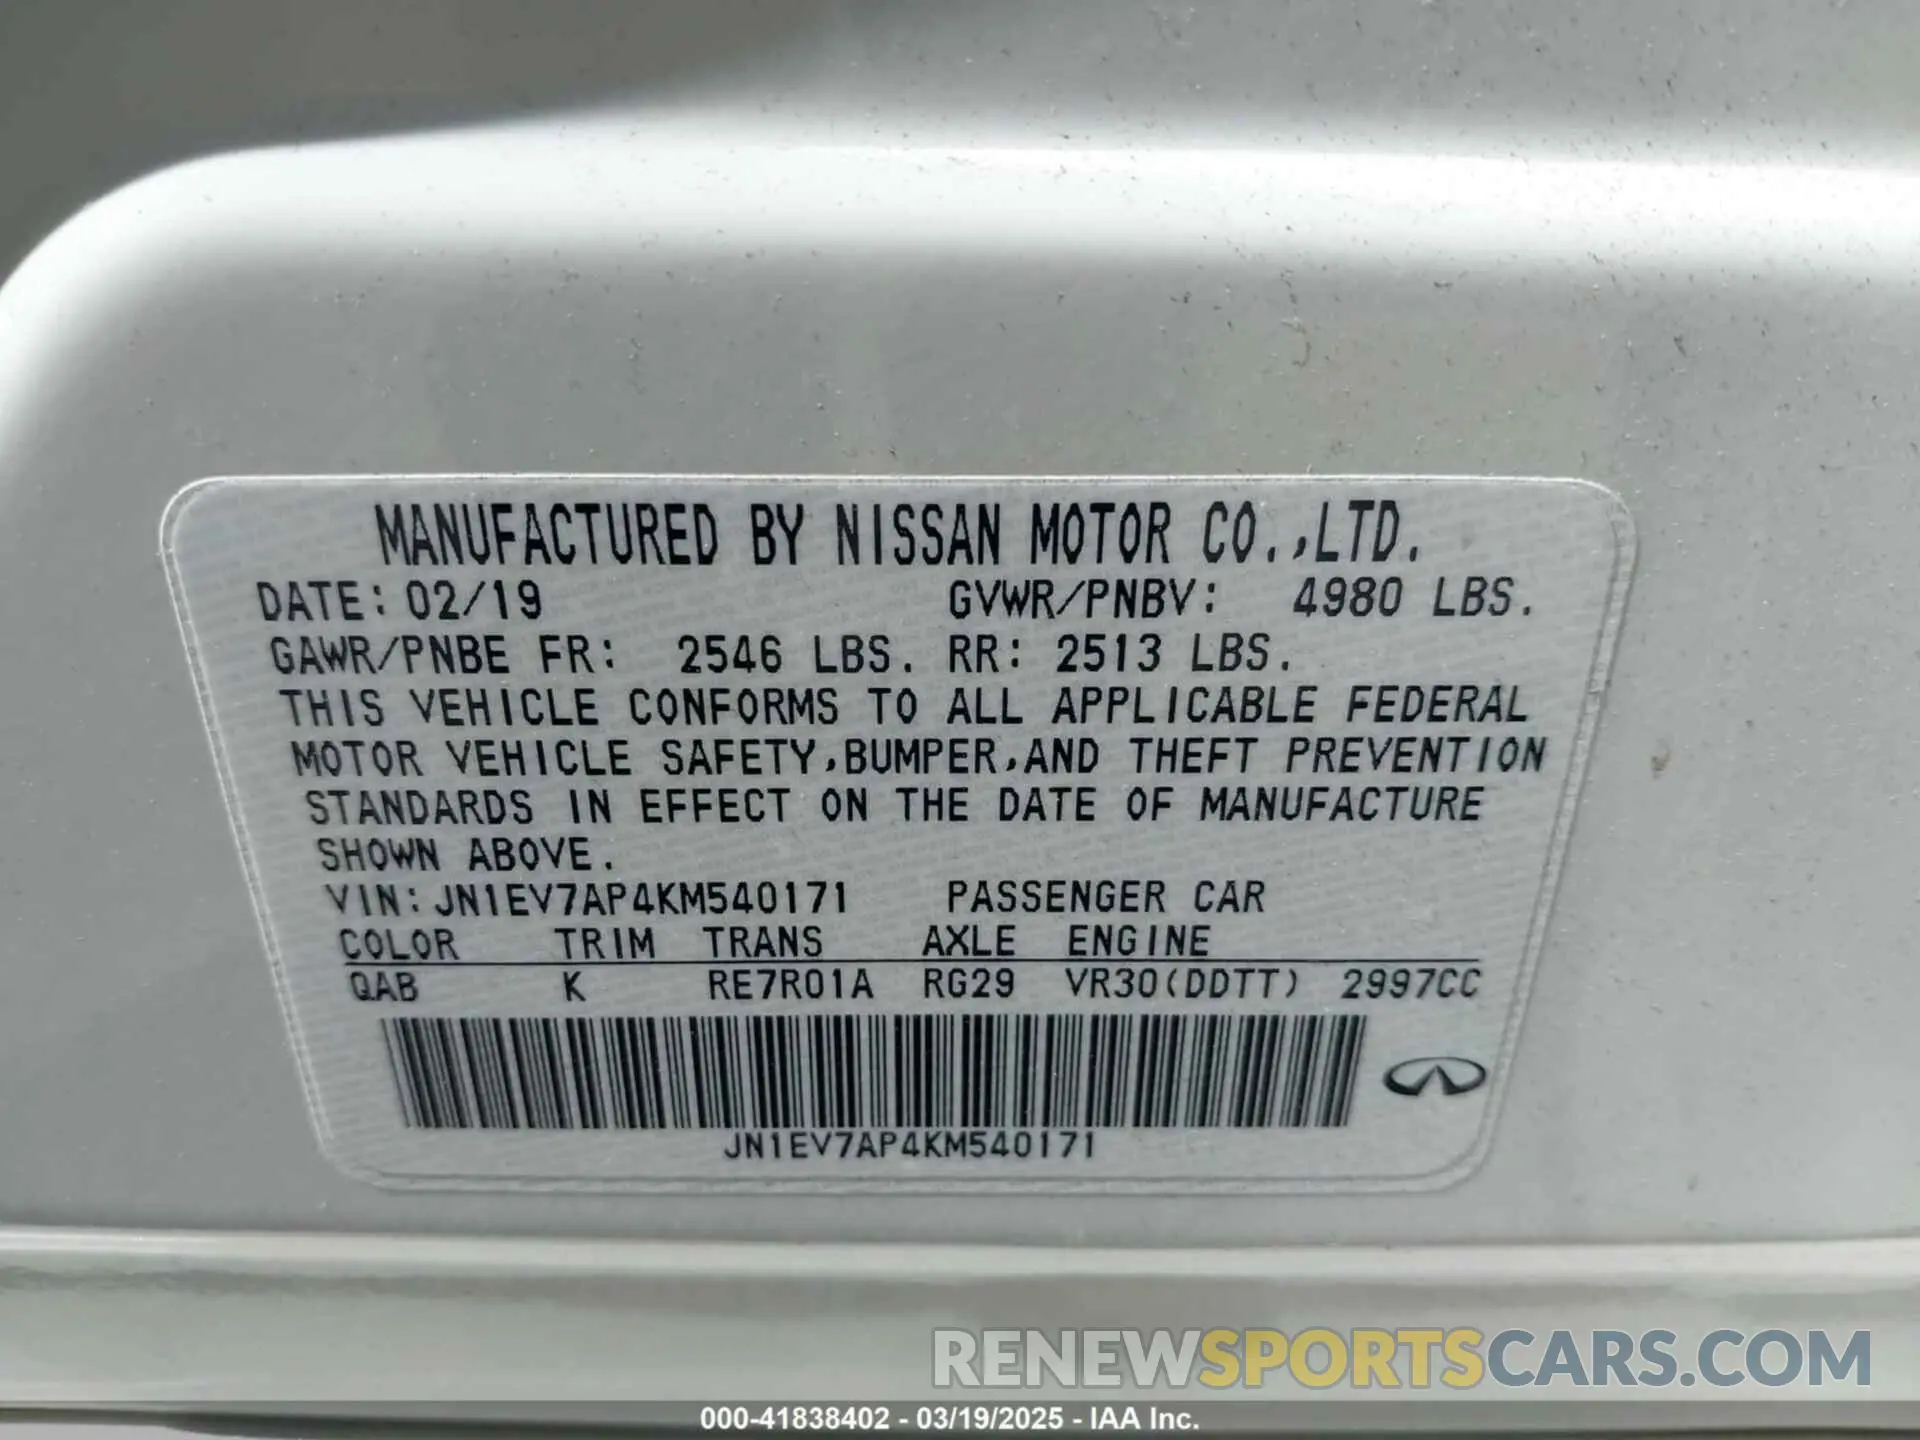 MANUFACTURED BY NISSAN MOTOR CO.,LTD.
DATE: 02/19 GVWR/PNBV: 4980 LBS.
GAWR/PNBE FR: 2546 LBS. RR: 2513 LBS.
THIS VEHICLE CONFORMS TO ALL APPLICABLE FEDERAL
MOTOR VEHICLE SAFETY,BUMPER,AND THEFT PREVENTION
STANDARDS IN EFFECT ON THE DATE OF MANUFACTURE
SHOWN ABOVE.
VIN:JN1EV7AP4KM540171 PASSENGER CAR
COLOR TRIM TRANS AXLE ENGINE
QAB K RE7R01A RG29 VR30(DDTT) 2997CC
JN1EV7AP4KM540171
RENEWSPORTSCARS.COM
000-41838402 - 03/19/2025 - IAA Inc.